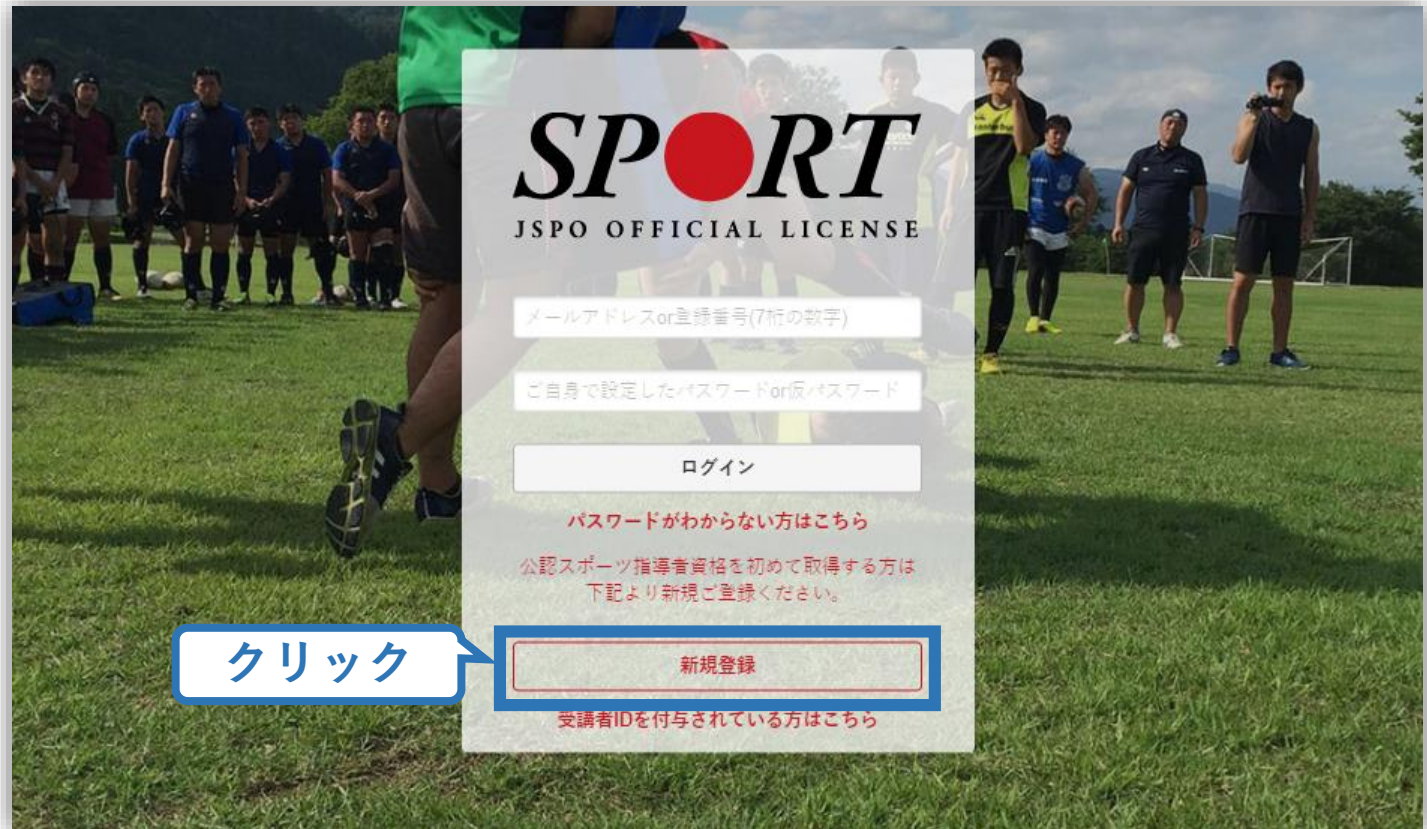 SPORT
JSPO OFFICIAL LICENSE
メールアドレスor登録番号(7桁の数字)
ご自身で設定したパスワードor仮パスワード
ログイン
パスワードがわからない方はこちら
公認スポーツ指導者資格を初めて取得する方は
下記より新規ご登録ください。
クリック
新規登録
受講者IDを付与されている方はこちら